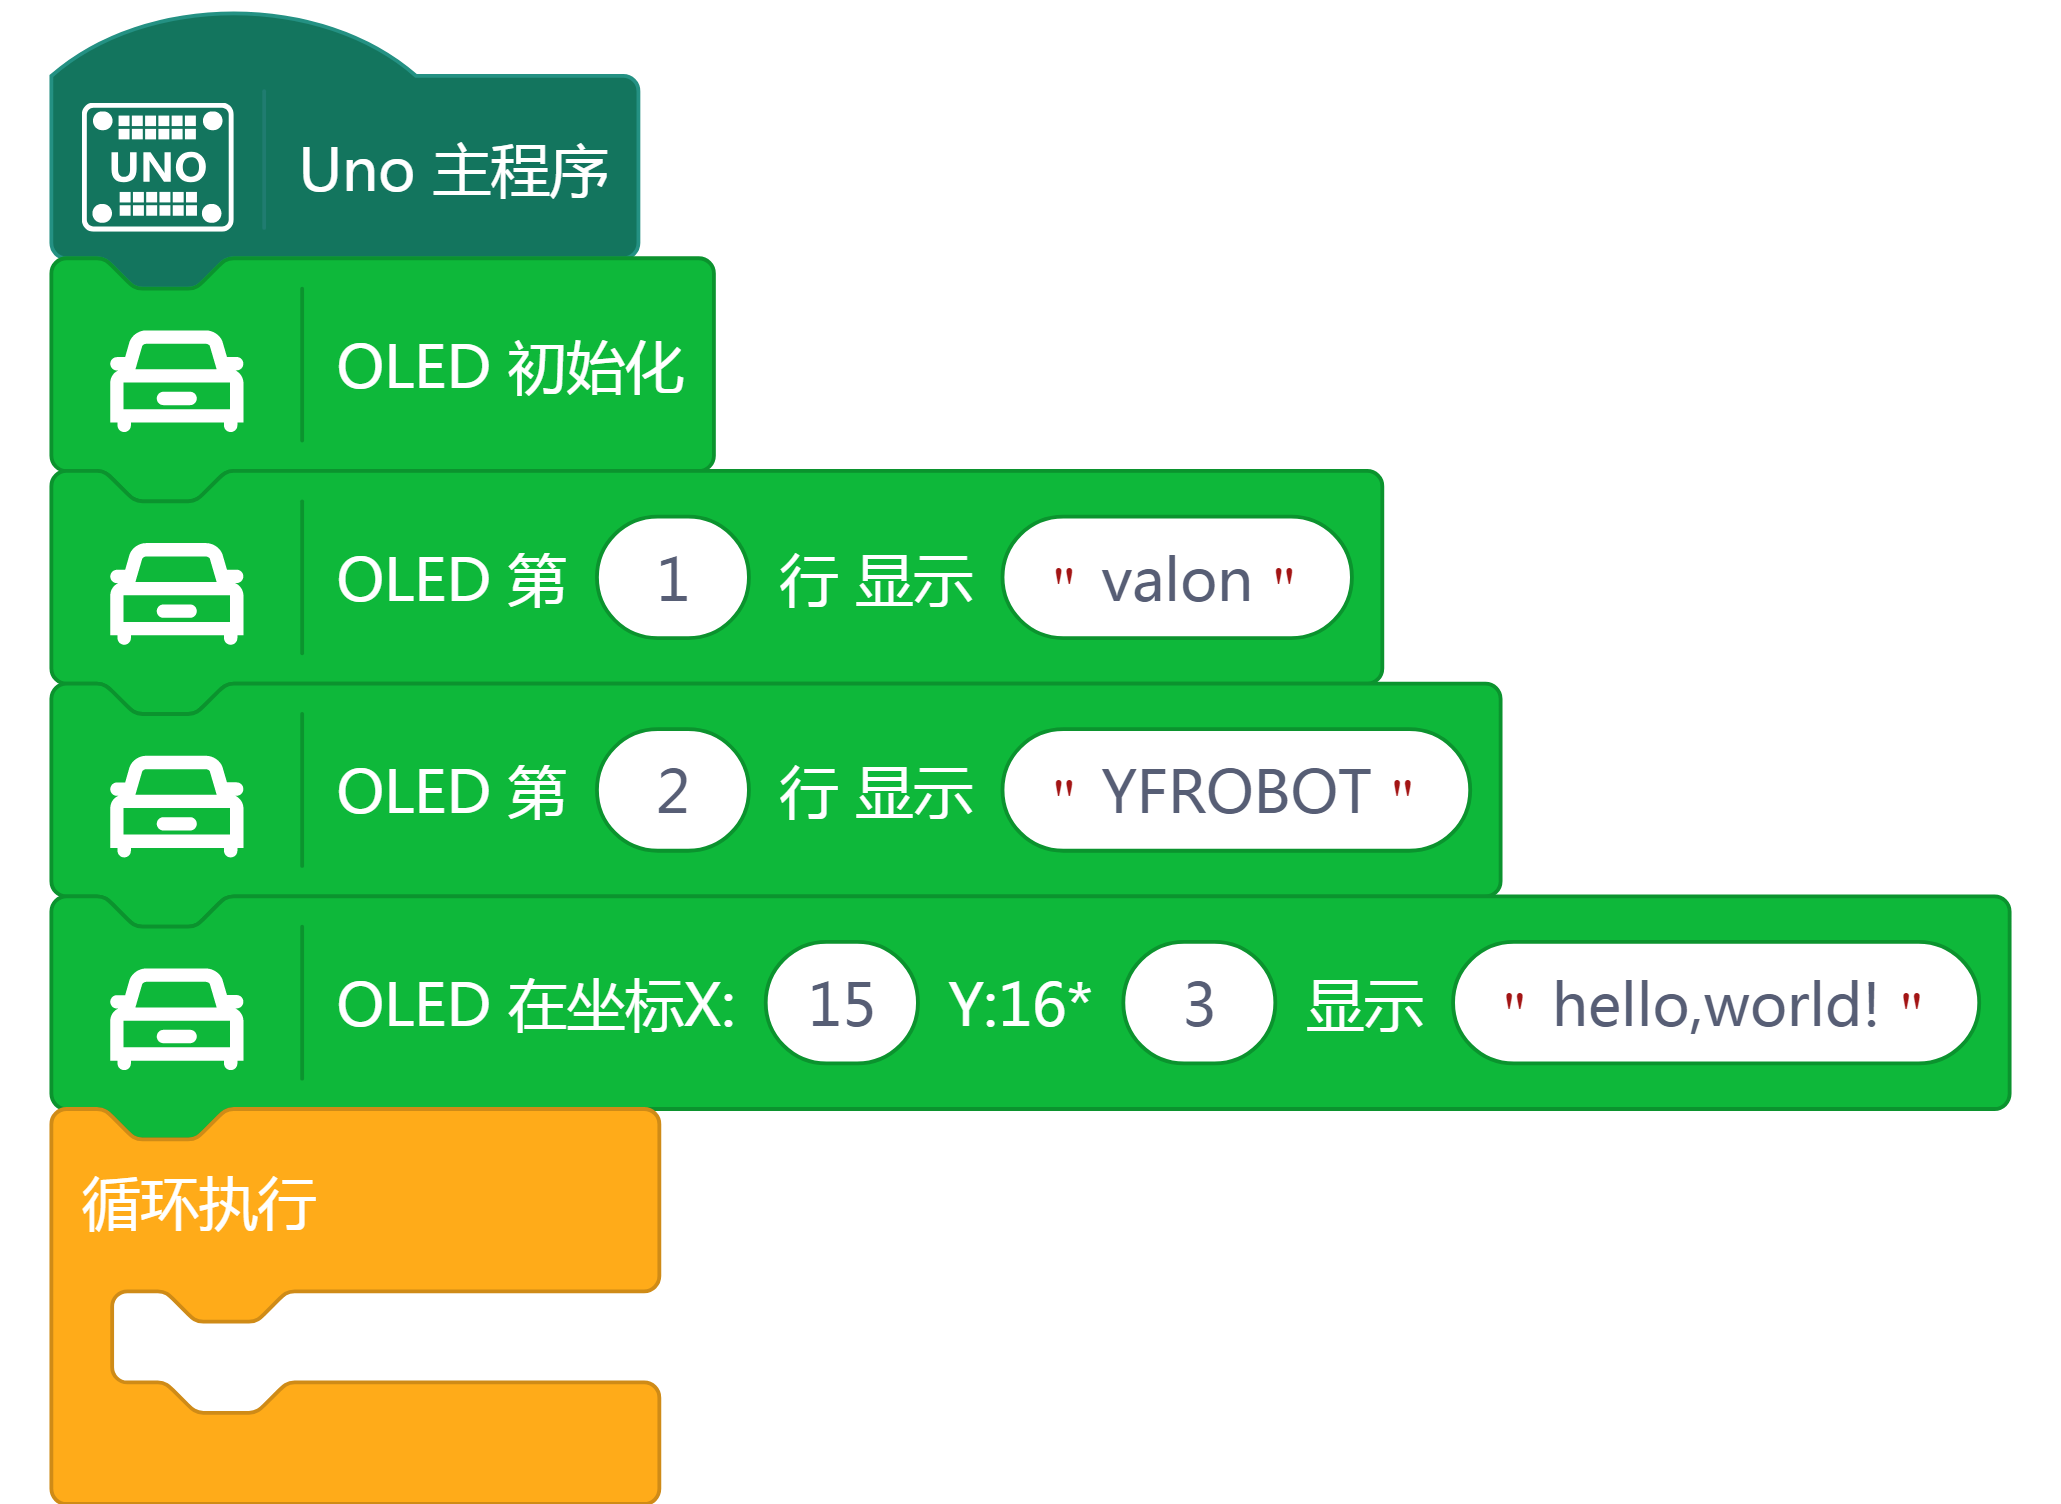 UNO Uno 主程序
OLED 初始化
OLED 第 1 行 显示 " valon "
OLED 第 2 行 显示 " YFROBOT "
OLED 在坐标X: 15 Y:16* 3 显示 " hello,world! "
循环执行